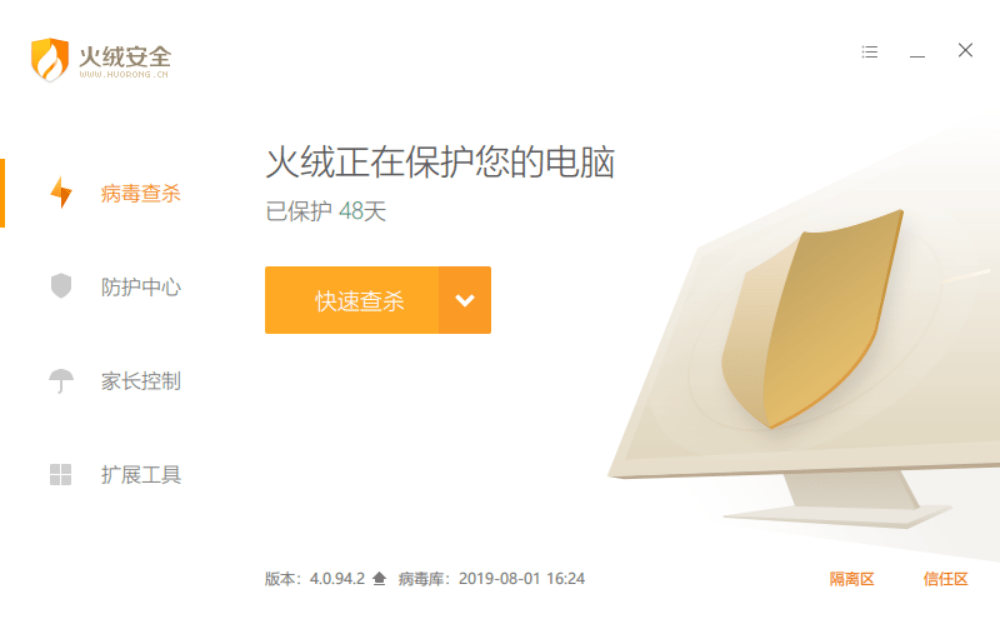 火绒安全
WWW.HUORONG.CN
火绒正在保护您的电脑
已保护 48天
病毒查杀
快速查杀
防护中心
家长控制
扩展工具
版本：4.0.94.2 病毒库：2019-08-01 16:24
隔离区 信任区